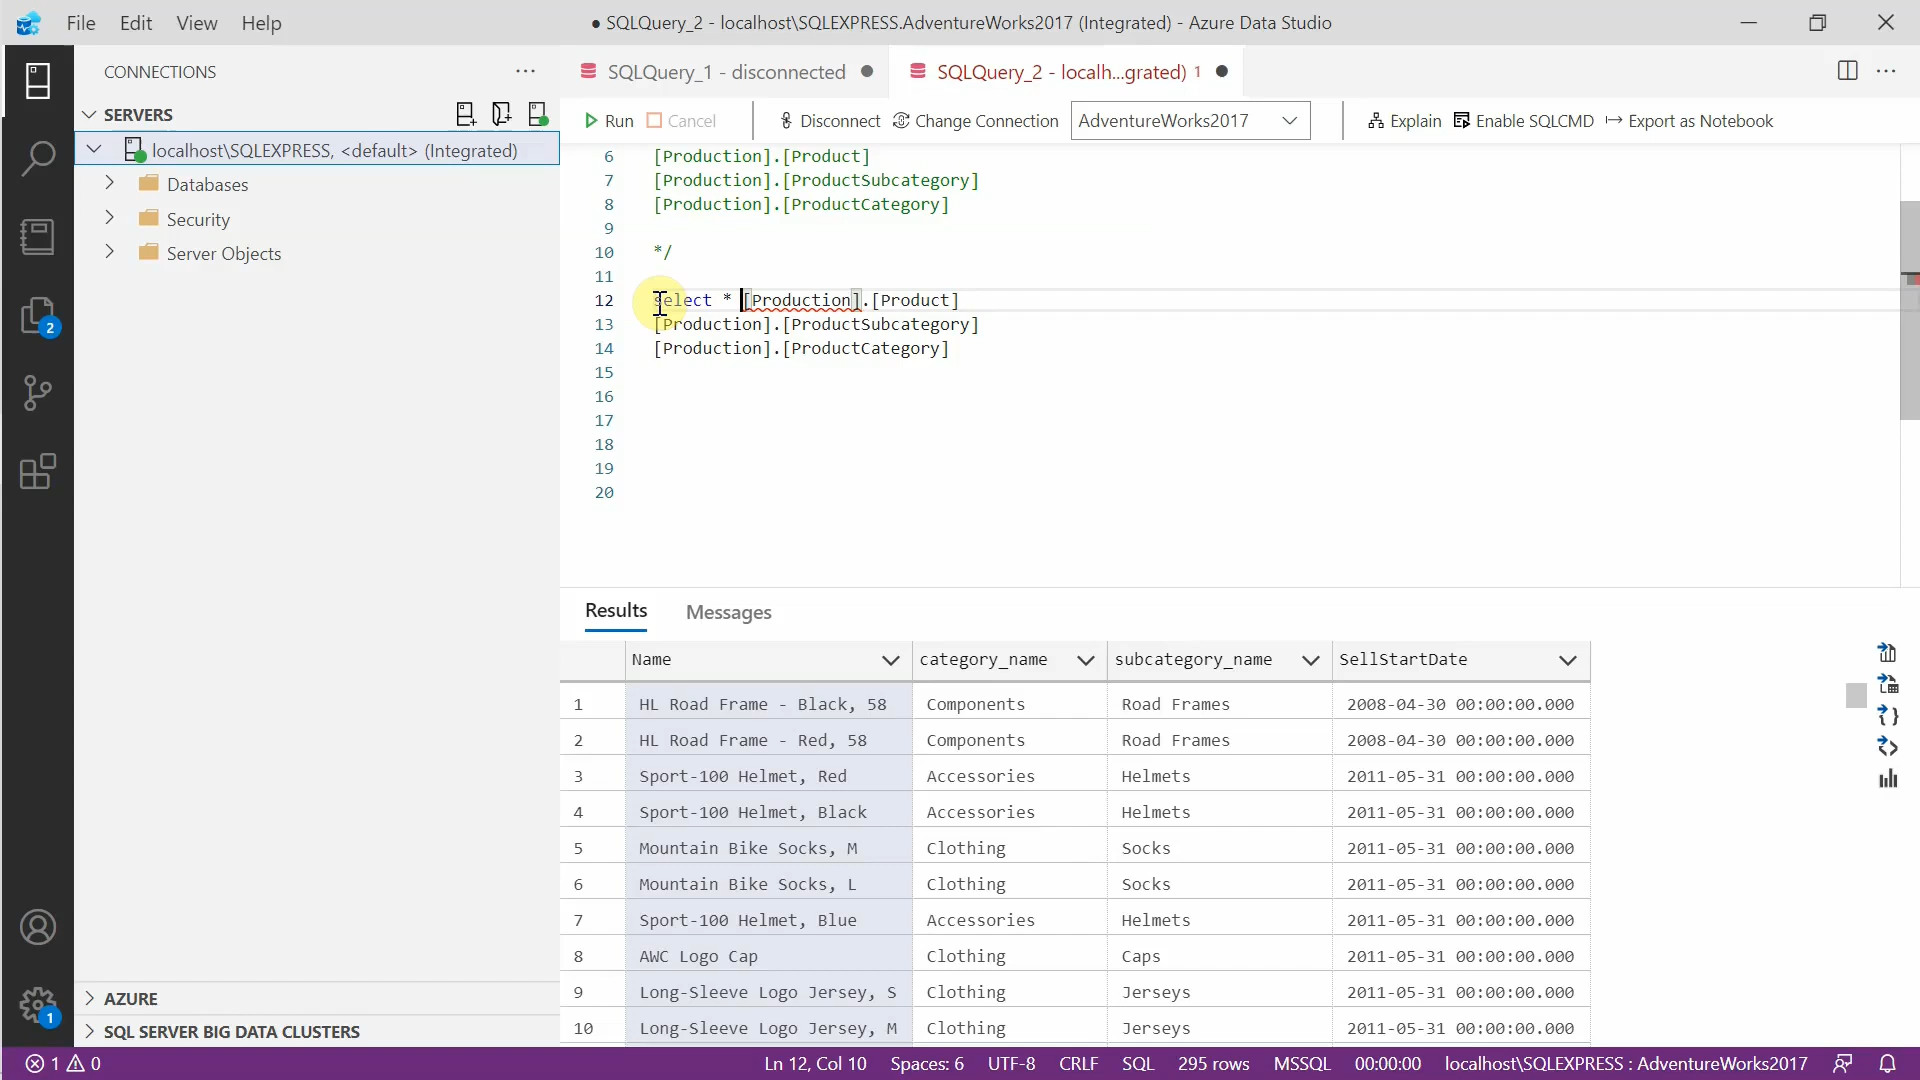 File Edit View Help
● SQLQuery_2 - localhost\SQLEXPRESS.AdventureWorks2017 (Integrated) - Azure Data Studio
CONNECTIONS
SQLQuery_1 - disconnected
SQLQuery_2 - localh...grated) 1
SERVERS
Run Cancel Disconnect Change Connection AdventureWorks2017 Explain Enable SQLCMD Export as Notebook
localhost\SQLEXPRESS, <default> (Integrated)
Databases
Security
Server Objects
6 [Production].[Product]
7 [Production].[ProductSubcategory]
8 [Production].[ProductCategory]
9
10 */
11
12 select * [Production].[Product]
13 [Production].[ProductSubcategory]
14 [Production].[ProductCategory]
15
16
17
18
19
20
2
Results Messages
Name category_name subcategory_name SellStartDate
1 HL Road Frame - Black, 58 Components Road Frames 2008-04-30 00:00:00.000
2 HL Road Frame - Red, 58 Components Road Frames 2008-04-30 00:00:00.000
3 Sport-100 Helmet, Red Accessories Helmets 2011-05-31 00:00:00.000
4 Sport-100 Helmet, Black Accessories Helmets 2011-05-31 00:00:00.000
5 Mountain Bike Socks, M Clothing Socks 2011-05-31 00:00:00.000
6 Mountain Bike Socks, L Clothing Socks 2011-05-31 00:00:00.000
7 Sport-100 Helmet, Blue Accessories Helmets 2011-05-31 00:00:00.000
8 AWC Logo Cap Clothing Caps 2011-05-31 00:00:00.000
9 Long-Sleeve Logo Jersey, S Clothing Jerseys 2011-05-31 00:00:00.000
10 Long-Sleeve Logo Jersey, M Clothing Jerseys 2011-05-31 00:00:00.000
AZURE
1
SQL SERVER BIG DATA CLUSTERS
1 0 Ln 12, Col 10 Spaces: 6 UTF-8 CRLF SQL 295 rows MSSQL 00:00:00 localhost\SQLEXPRESS : AdventureWorks2017